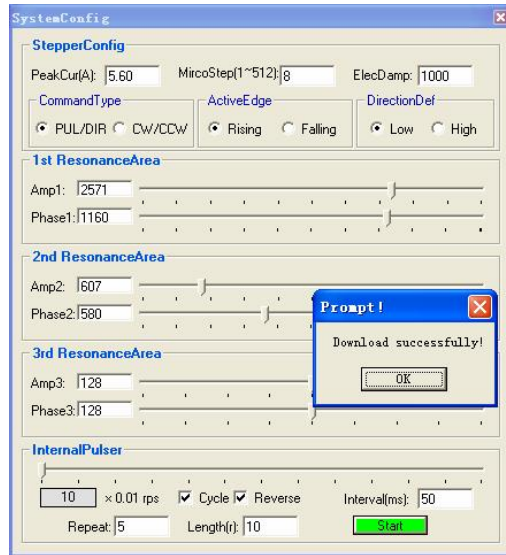 SystemConfig
StepperConfig
PeakCur(A): 5.60 MircoStep(1~512): 8 ElecDamp: 1000
CommandType ActiveEdge DirectionDef
PUL/DIR CW/CCW Rising Falling Low High
1st ResonanceArea
Amp1: 2571
Phase1: 1160
2nd ResonanceArea
Amp2: 607
Phase2: 580
Prompt!
Download successfully!
OK
3rd ResonanceArea
Amp3: 128
Phase3: 128
InternalPulser
10 × 0.01 rps Cycle Reverse Interval(ms): 50
Repeat: 5 Length(r): 10 Start